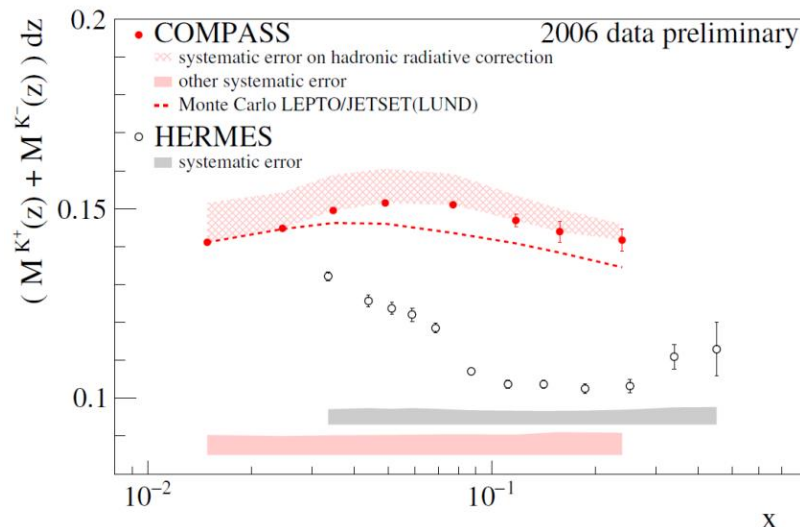 0.2
COMPASS
2006 data preliminary
systematic error on hadronic radiative correction
other systematic error
Monte Carlo LEPTO/JETSET(LUND)
HERMES
systematic error
( M^{K^+}(z) + M^{K^-}(z) ) dz
0.15
0.1
10^{-2}
10^{-1}
x